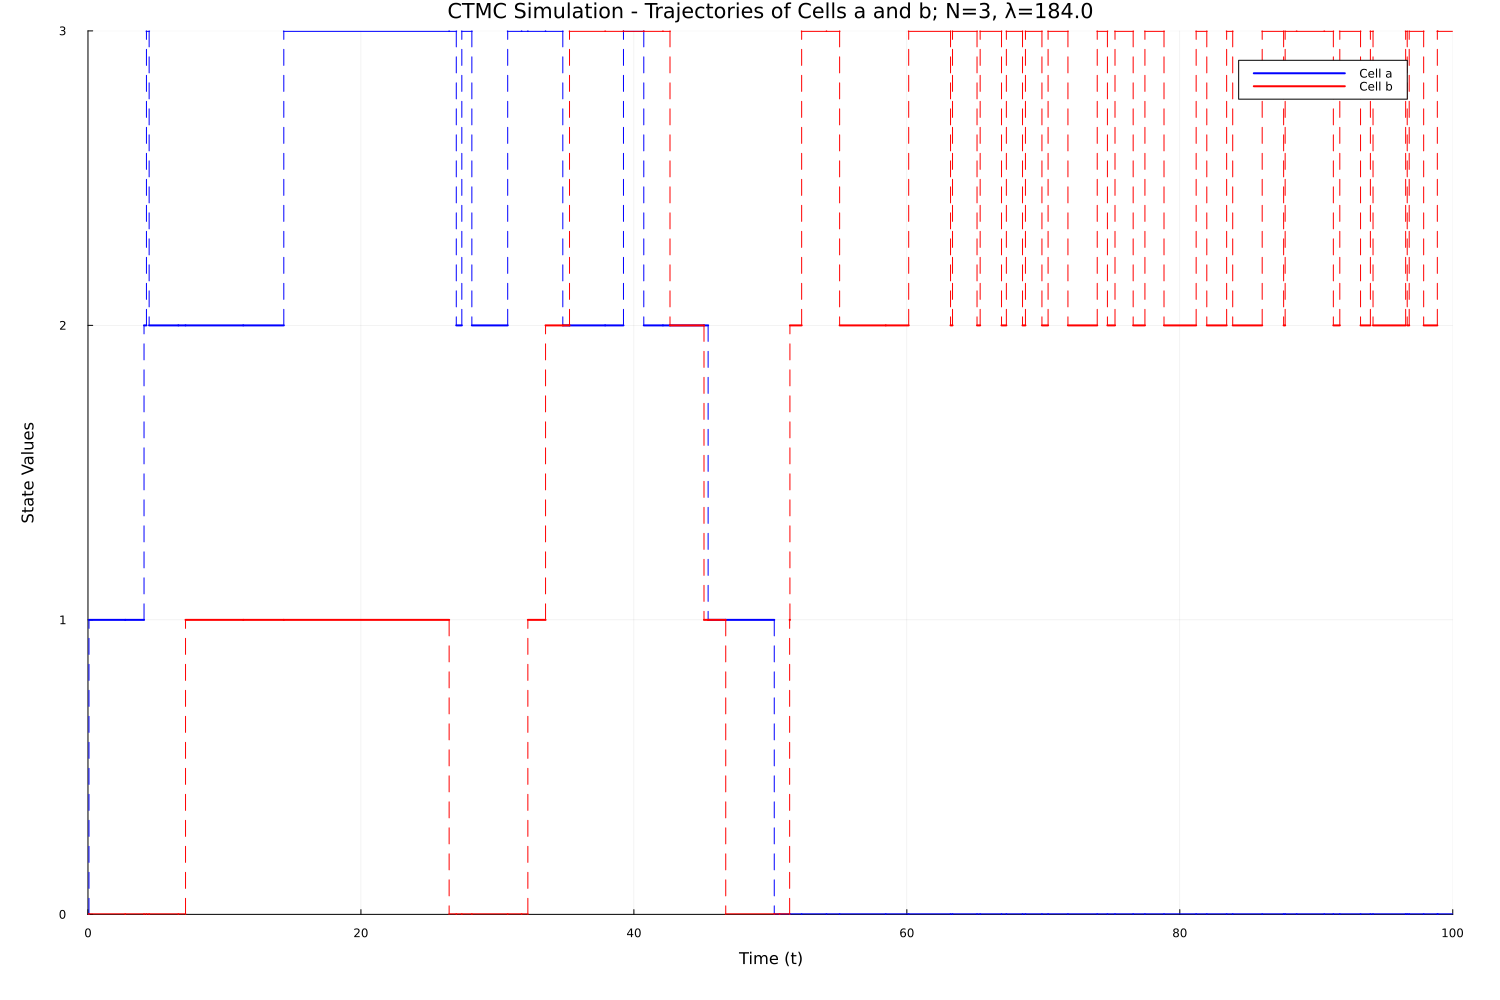 CTMC Simulation - Trajectories of Cells a and b; N=3, λ=184.0
3
Cell a
Cell b
2
State Values
1
0
0 20 40 60 80 100
Time (t)